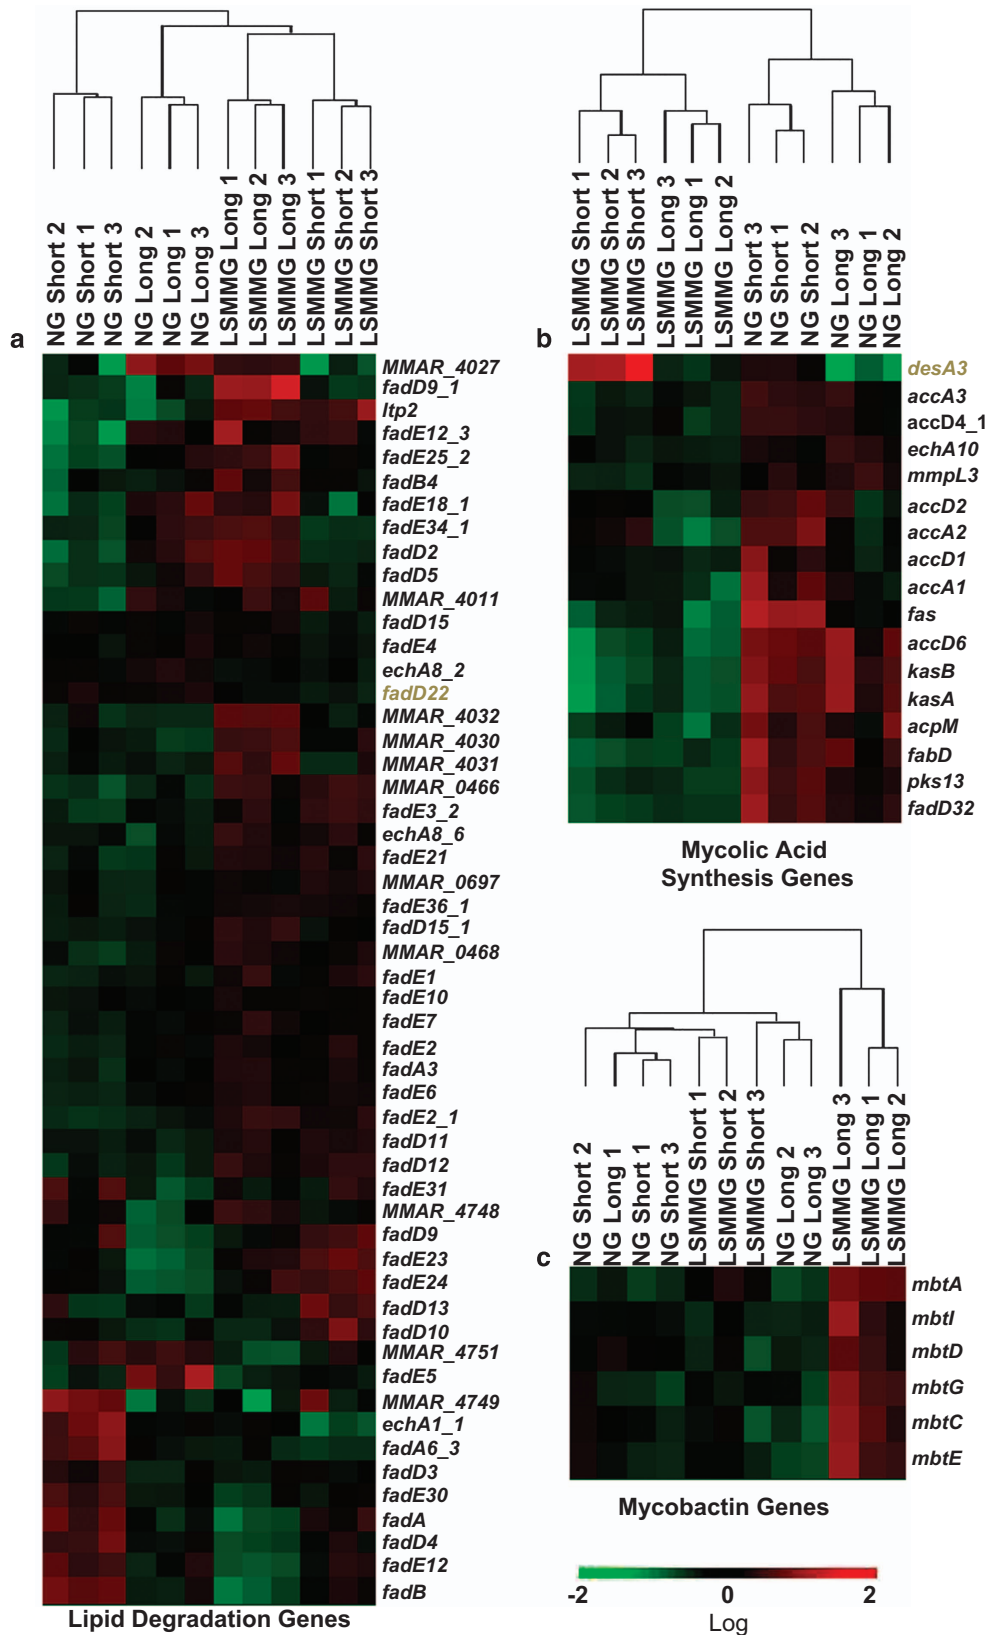 a
NG Short 2
NG Short 1
NG Short 3
NG Long 2
NG Long 1
NG Long 3
LSMMG Long 1
LSMMG Long 2
LSMMG Long 3
LSMMG Short 1
LSMMG Short 2
LSMMG Short 3
MMAR_4027
fadD9_1
ltp2
fadE12_3
fadE25_2
fadB4
fadE18_1
fadE34_1
fadD2
fadD5
MMAR_4011
fadD15
fadE4
echA8_2
fadD22
MMAR_4032
MMAR_4030
MMAR_4031
MMAR_0466
fadE3_2
echA8_6
fadE21
MMAR_0697
fadE36_1
fadD15_1
MMAR_0468
fadE1
fadE10
fadE7
fadE2
fadA3
fadE6
fadE2_1
fadD11
fadD12
fadE31
MMAR_4748
fadD9
fadE23
fadE24
fadD13
fadD10
MMAR_4751
fadE5
MMAR_4749
echA1_1
fadA6_3
fadD3
fadE30
fadA
fadD4
fadE12
fadB
Lipid Degradation Genes
b
LSMMG Short 1
LSMMG Short 2
LSMMG Short 3
LSMMG Long 3
LSMMG Long 1
LSMMG Long 2
NG Short 3
NG Short 1
NG Short 2
NG Long 3
NG Long 1
NG Long 2
desA3
accA3
accD4_1
echA10
mmpL3
accD2
accA2
accD1
accA1
fas
accD6
kasB
kasA
acpM
fabD
pks13
fadD32
Mycolic Acid
Synthesis Genes
c
NG Short 2
NG Long 1
NG Short 1
NG Short 3
LSMMG Short 1
LSMMG Short 2
LSMMG Short 3
NG Long 2
NG Long 3
LSMMG Long 3
LSMMG Long 1
LSMMG Long 2
mbtA
mbtI
mbtD
mbtG
mbtC
mbtE
Mycobactin Genes
-2 0 2
Log